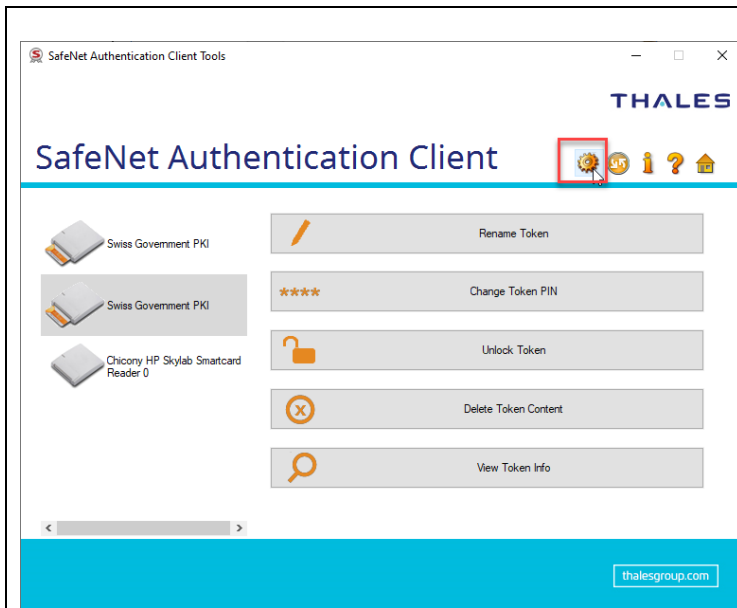 SafeNet Authentication Client Tools
THALES
SafeNet Authentication Client
Swiss Government PKI
Swiss Government PKI
Chicony HP Skylab Smartcard
Reader 0
Rename Token
****
Change Token PIN
Unlock Token
Delete Token Content
View Token Info
thalesgroup.com